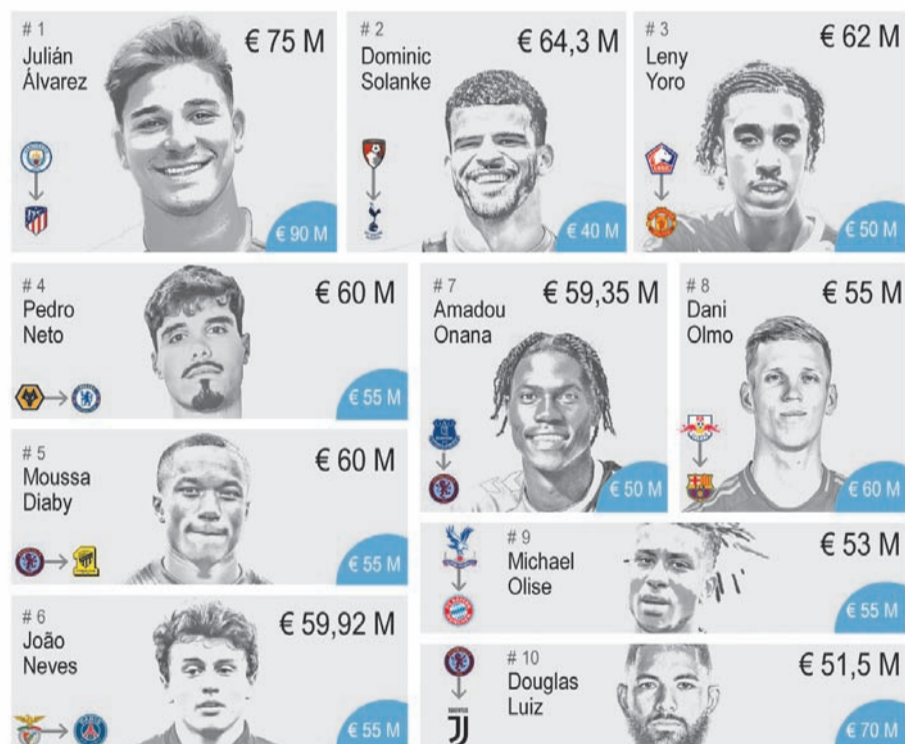 # 1
Julián
Álvarez
€ 75 M
€ 90 M
# 2
Dominic
Solanke
€ 64,3 M
€ 40 M
# 3
Leny
Yoro
€ 62 M
€ 50 M
# 4
Pedro
Neto
€ 60 M
€ 55 M
# 5
Moussa
Diaby
€ 60 M
€ 55 M
# 6
João
Neves
€ 59,92 M
€ 55 M
# 7
Amadou
Onana
€ 59,35 M
€ 50 M
# 8
Dani
Olmo
€ 55 M
€ 60 M
# 9
Michael
Olise
€ 53 M
€ 55 M
# 10
Douglas
Luiz
€ 51,5 M
€ 70 M